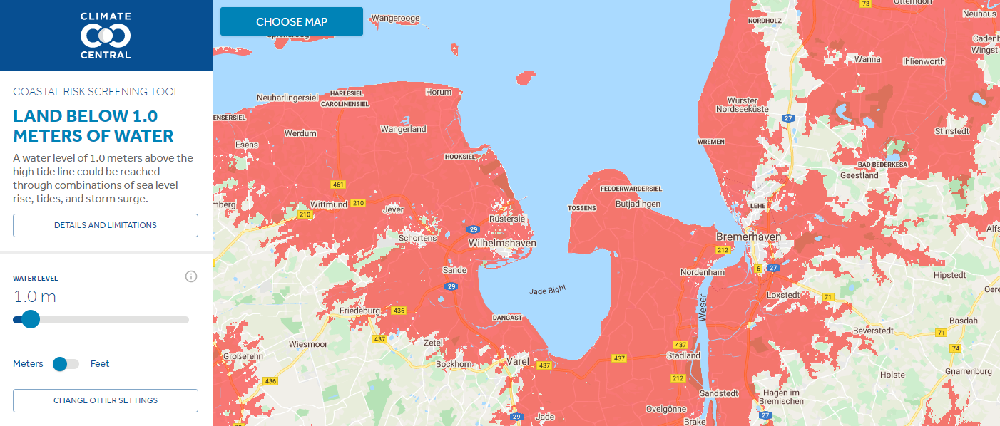 CLIMATE
CENTRAL
COASTAL RISK SCREENING TOOL
LAND BELOW 1.0
METERS OF WATER
A water level of 1.0 meters above the
high tide line could be reached
through combinations of sea level
rise, tides, and storm surge.
DETAILS AND LIMITATIONS
WATER LEVEL
1.0 m
Meters
Feet
CHANGE OTHER SETTINGS
CHOOSE MAP
Wangerooge
Spiekeroog
73
Otterndorf
Neuhaus
NORDHOLZ
Wanna
Ihlienworth
Wingst
Neuharlingersiel
HARLESIEL
CAROLINENSIEL
Horum
Wurster
Nordseeküste
27
ENSERSIEL
Werdum
Wangerland
Stinstedt
Esens
HOOKSIEL
WREMEN
BAD BEDERKESA
Geestland
461
FEDDERWARDERSIEL
Wittmund
210
Jever
TOSSENS
Butjadingen
LEHE
mberg
210
Rüstersiel
29
Schortens
Wilhelmshaven
Bremerhaven
212
Sande
Nordenham
6
27
Hipstedt
29
Jade Bight
Weser
Loxstedt
71
Friedeburg
436
DANGAST
Baddahl
Beverstedt
71
437
Zetel
Wiesmoor
437
74
Großefehn
Bockhorn
Varel
437
437
Stadland
Gnarrenburg
Holste
436
212
Sandstedt
Hagen im
Bremischen
Ovelgönne
29
Jade
Brake
27